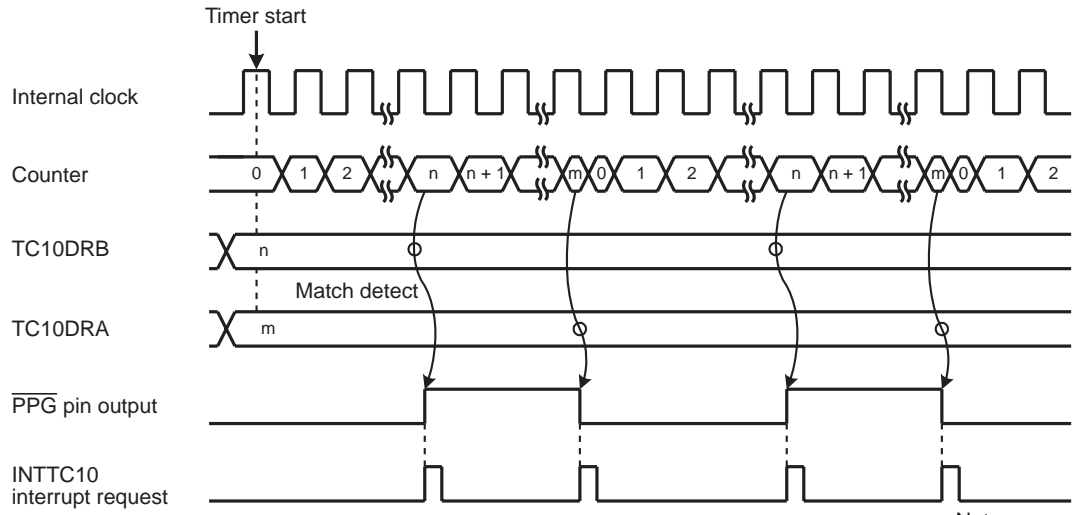 Timer start
Internal clock
Counter
0 1 2 n n + 1 m 0 1 2 n n + 1 m 0 1 2
TC10DRB
n
Match detect
TC10DRA
m
PPG pin output
INTTC10
interrupt request